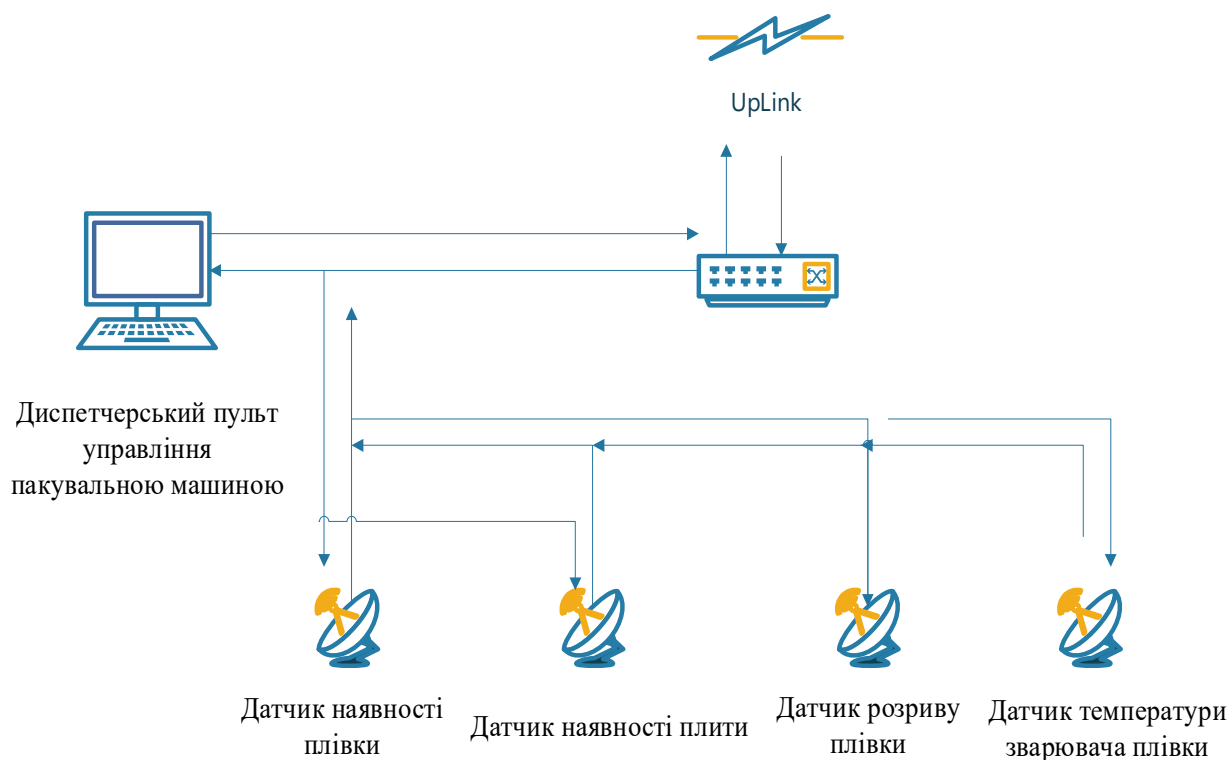 UpLink
Диспетчерський пульт
управління
пакувальною машиною
Датчик наявності
плівки
Датчик наявності плити
Датчик розриву
плівки
Датчик температури
зварювача плівки